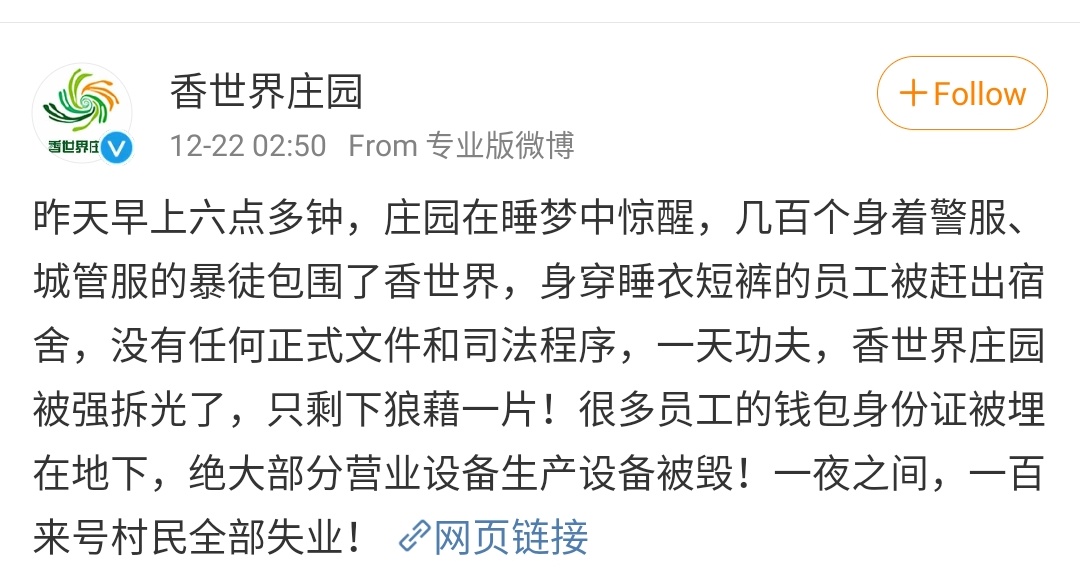 香世界庄园
12-22 02:50 From 专业版微博
+Follow
香世界庄
V
昨天早上六点多钟，庄园在睡梦中惊醒，几百个身着警服、
城管服的暴徒包围了香世界，身穿睡衣短裤的员工被赶出宿
舍，没有任何正式文件和司法程序，一天功夫，香世界庄园
被强拆光了，只剩下狼藉一片！很多员工的钱包身份证被埋
在地下，绝大部分营业设备生产设备被毁！一夜之间，一百
来号村民全部失业！ 网页链接